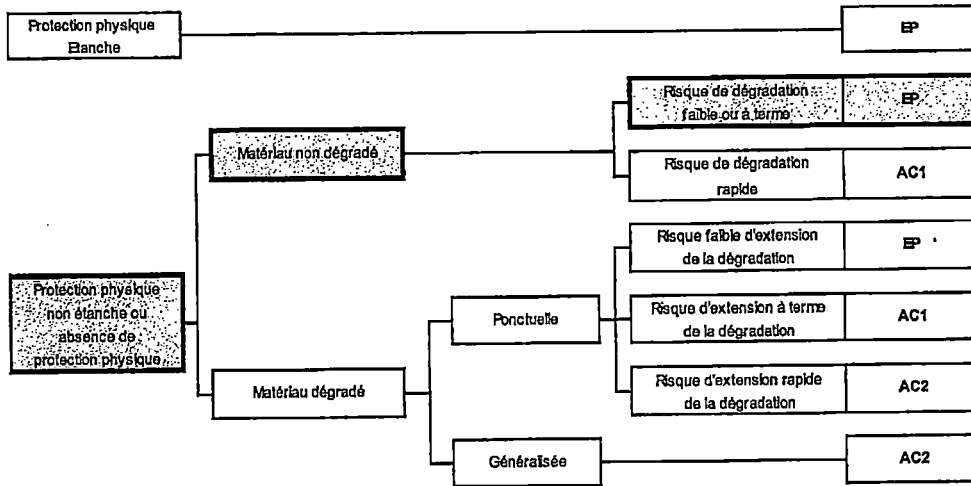 Protection physique
Etanche
EP
Risque de dégradation
faible ou à terme
EP
Matériau non dégradé
Risque de dégradation
rapide
AC1
Risque faible d'extension
de la dégradation
EP
Protection physique
non étanche ou
absence de
protection physique
Ponctuelle
Risque d'extension à terme
de la dégradation
AC1
Matériau dégradé
Risque d'extension rapide
de la dégradation
AC2
Généralisée
AC2